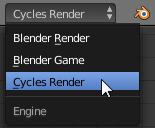 Cycles Render
Blender Render
Blender Game
Cycles Render
Engine